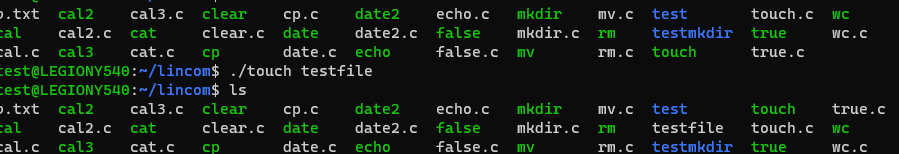 o.txt cal2 cal3.c clear cp.c date2 echo.c mkdir mv.c test touch.c wc
cal cal2.c cat clear.c date date2.c false mkdir.c rm testmkdir true wc.c
cal.c cal3 cat.c cp date.c echo false.c mv rm.c touch true.c
test@LEGIONY540:~/lincom$ ./touch testfile
test@LEGIONY540:~/lincom$ ls
o.txt cal2 cal3.c clear cp.c date2 echo.c mkdir mv.c test touch true.c
cal cal2.c cat clear.c date date2.c false mkdir.c rm testfile touch.c wc
cal.c cal3 cat.c cp date.c echo false.c mv rm.c testmkdir true wc.c